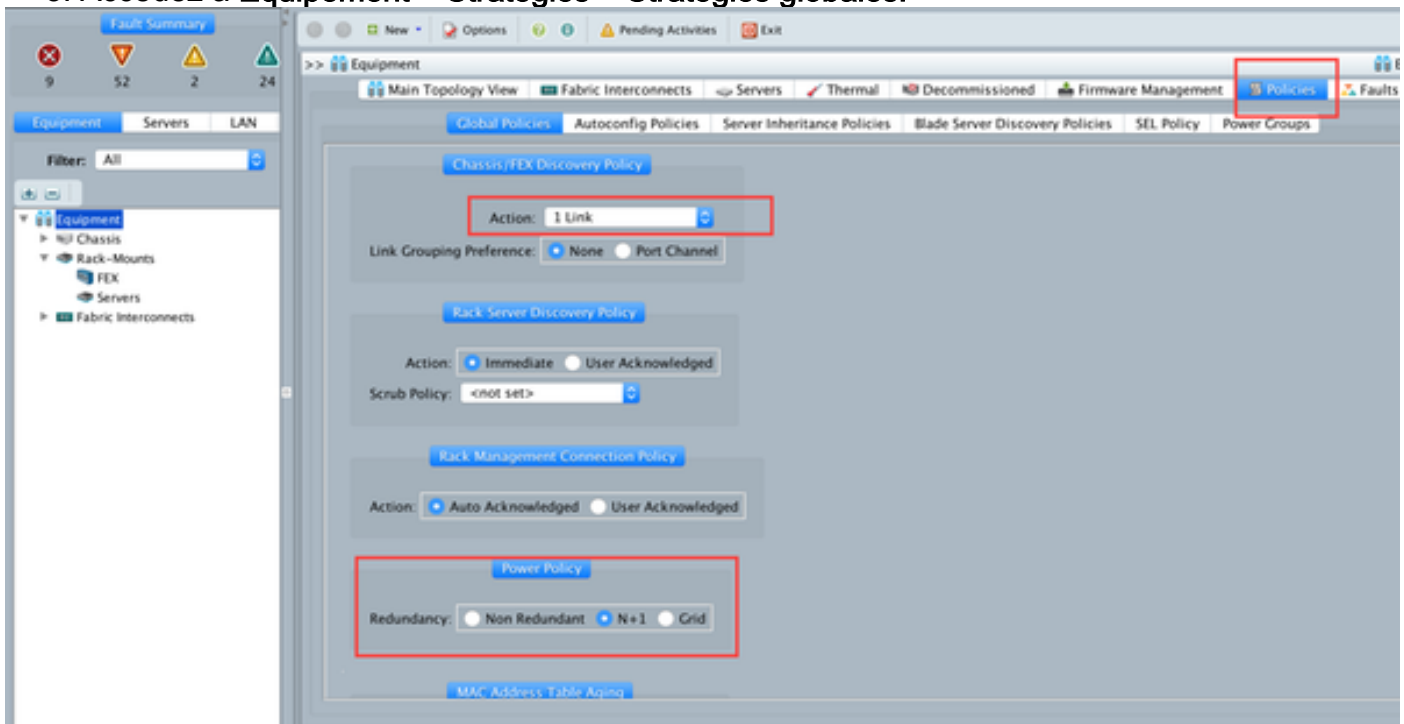 Accédez à Équipement > Stratégies > Stratégies globales.
Fault Summary
9 52 2 24
New Options Pending Activities Exit
>> Equipment
Main Topology View Fabric Interconnects Servers Thermal Decommissioned Firmware Management Policies Faults
Equipment Servers LAN
Global Policies Autoconfig Policies Server Inheritance Policies Blade Server Discovery Policies SEL Policy Power Groups
Filter: All
Equipment
Chassis
Rack-Mounts
FEX
Servers
Fabric Interconnects
Chassis/FEX Discovery Policy
Action: 1 Link
Link Grouping Preference: None Port Channel
Rack Server Discovery Policy
Action: Immediate User Acknowledged
Scrub Policy: <not set>
Rack Management Connection Policy
Action: Auto Acknowledged User Acknowledged
Power Policy
Redundancy: Non Redundant N+1 Grid
MAC Address Table Aging